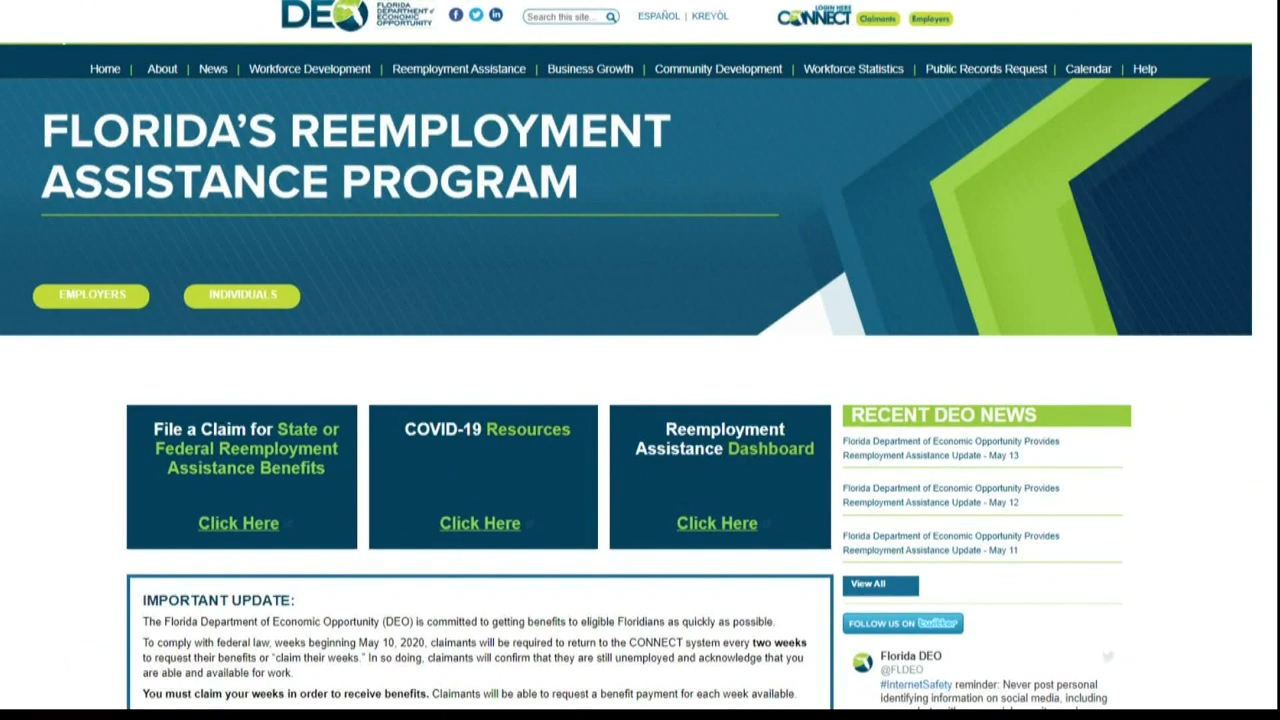 DEO
FLORIDA
DEPARTMENT of
ECONOMIC
OPPORTUNITY
Search this site...
ESPAÑOL | KREYÒL
LOGIN HERE
CONNECT
Claimants
Employers
Home | About | News | Workforce Development | Reemployment Assistance | Business Growth | Community Development | Workforce Statistics | Public Records Request | Calendar | Help
FLORIDA'S REEMPLOYMENT
ASSISTANCE PROGRAM
EMPLOYERS
INDIVIDUALS
File a Claim for State or
Federal Reemployment
Assistance Benefits
Click Here
COVID-19 Resources
Click Here
Reemployment
Assistance Dashboard
Click Here
RECENT DEO NEWS
Florida Department of Economic Opportunity Provides
Reemployment Assistance Update - May 13
Florida Department of Economic Opportunity Provides
Reemployment Assistance Update - May 12
Florida Department of Economic Opportunity Provides
Reemployment Assistance Update - May 11
View All
FOLLOW US ON twitter
Florida DEO
@FLDEO
#InternetSafety reminder: Never post personal
identifying information on social media, including
IMPORTANT UPDATE:
The Florida Department of Economic Opportunity (DEO) is committed to getting benefits to eligible Floridians as quickly as possible.
To comply with federal law, weeks beginning May 10, 2020, claimants will be required to return to the CONNECT system every two weeks
to request their benefits or "claim their weeks." In so doing, claimants will confirm that they are still unemployed and acknowledge that you
are able and available for work.
You must claim your weeks in order to receive benefits. Claimants will be able to request a benefit payment for each week available.